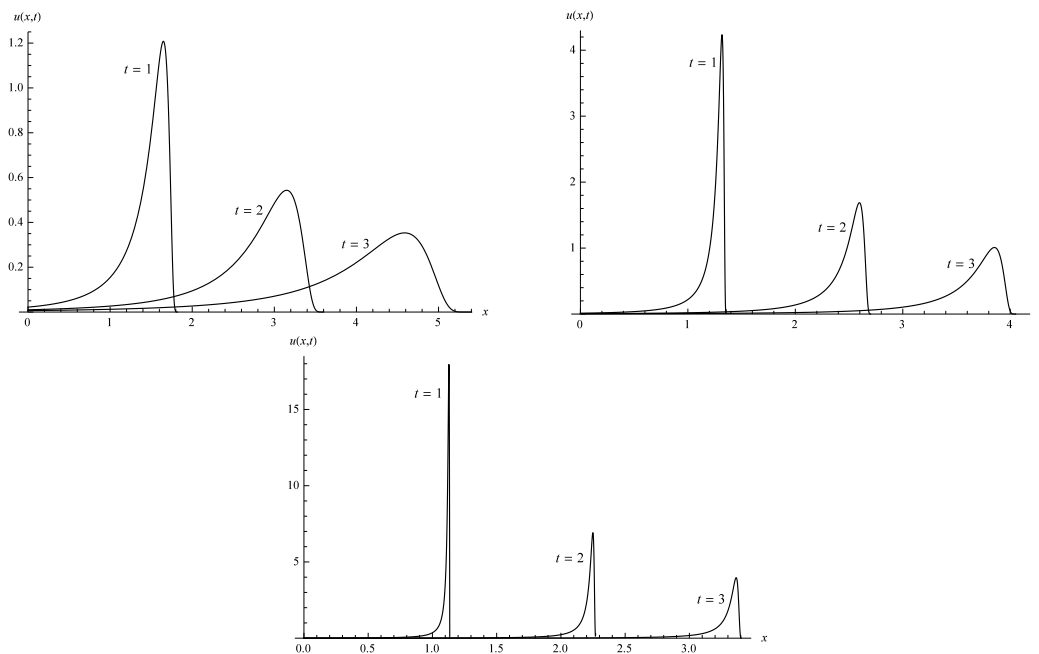 u(x,t)
1.2
1.0
0.8
0.6
0.4
0.2
t = 1
t = 2
t = 3
0 1 2 3 4 5 x
u(x,t)
4
3
2
1
t = 1
t = 2
t = 3
0 1 2 3 4 x
u(x,t)
15
10
5
t = 1
t = 2
t = 3
0.0 0.5 1.0 1.5 2.0 2.5 3.0 x